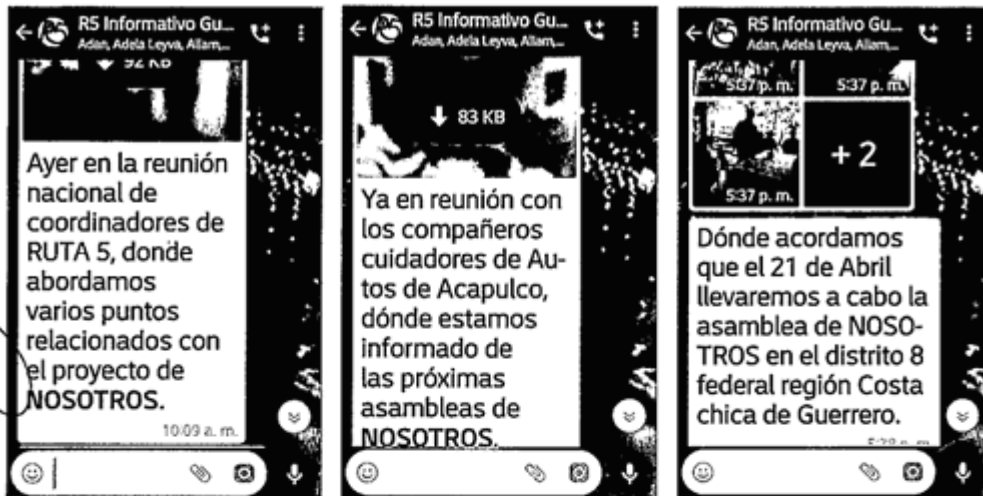 R5 Informativo Gu...
Adan, Adela Leyva, Allam,...
92 KB
Ayer en la reunión
nacional de
coordinadores de
RUTA 5, donde
abordamos
varios puntos
relacionados con
el proyecto de
NOSOTROS.
10:09 a. m.
R5 Informativo Gu...
Adan, Adela Leyva, Allam,...
83 KB
Ya en reunión con
los compañeros
cuidadores de Au-
tos de Acapulco,
dónde estamos
informado de
las próximas
asambleas de
NOSOTROS.
R5 Informativo Gu...
Adan, Adela Leyva, Allam,...
5:37 p. m.
5:37 p. m.
+ 2
5:37 p. m.
Dónde acordamos
que el 21 de Abril
llevaremos a cabo la
asamblea de NOSO-
TROS en el distrito 8
federal región Costa
chica de Guerrero.